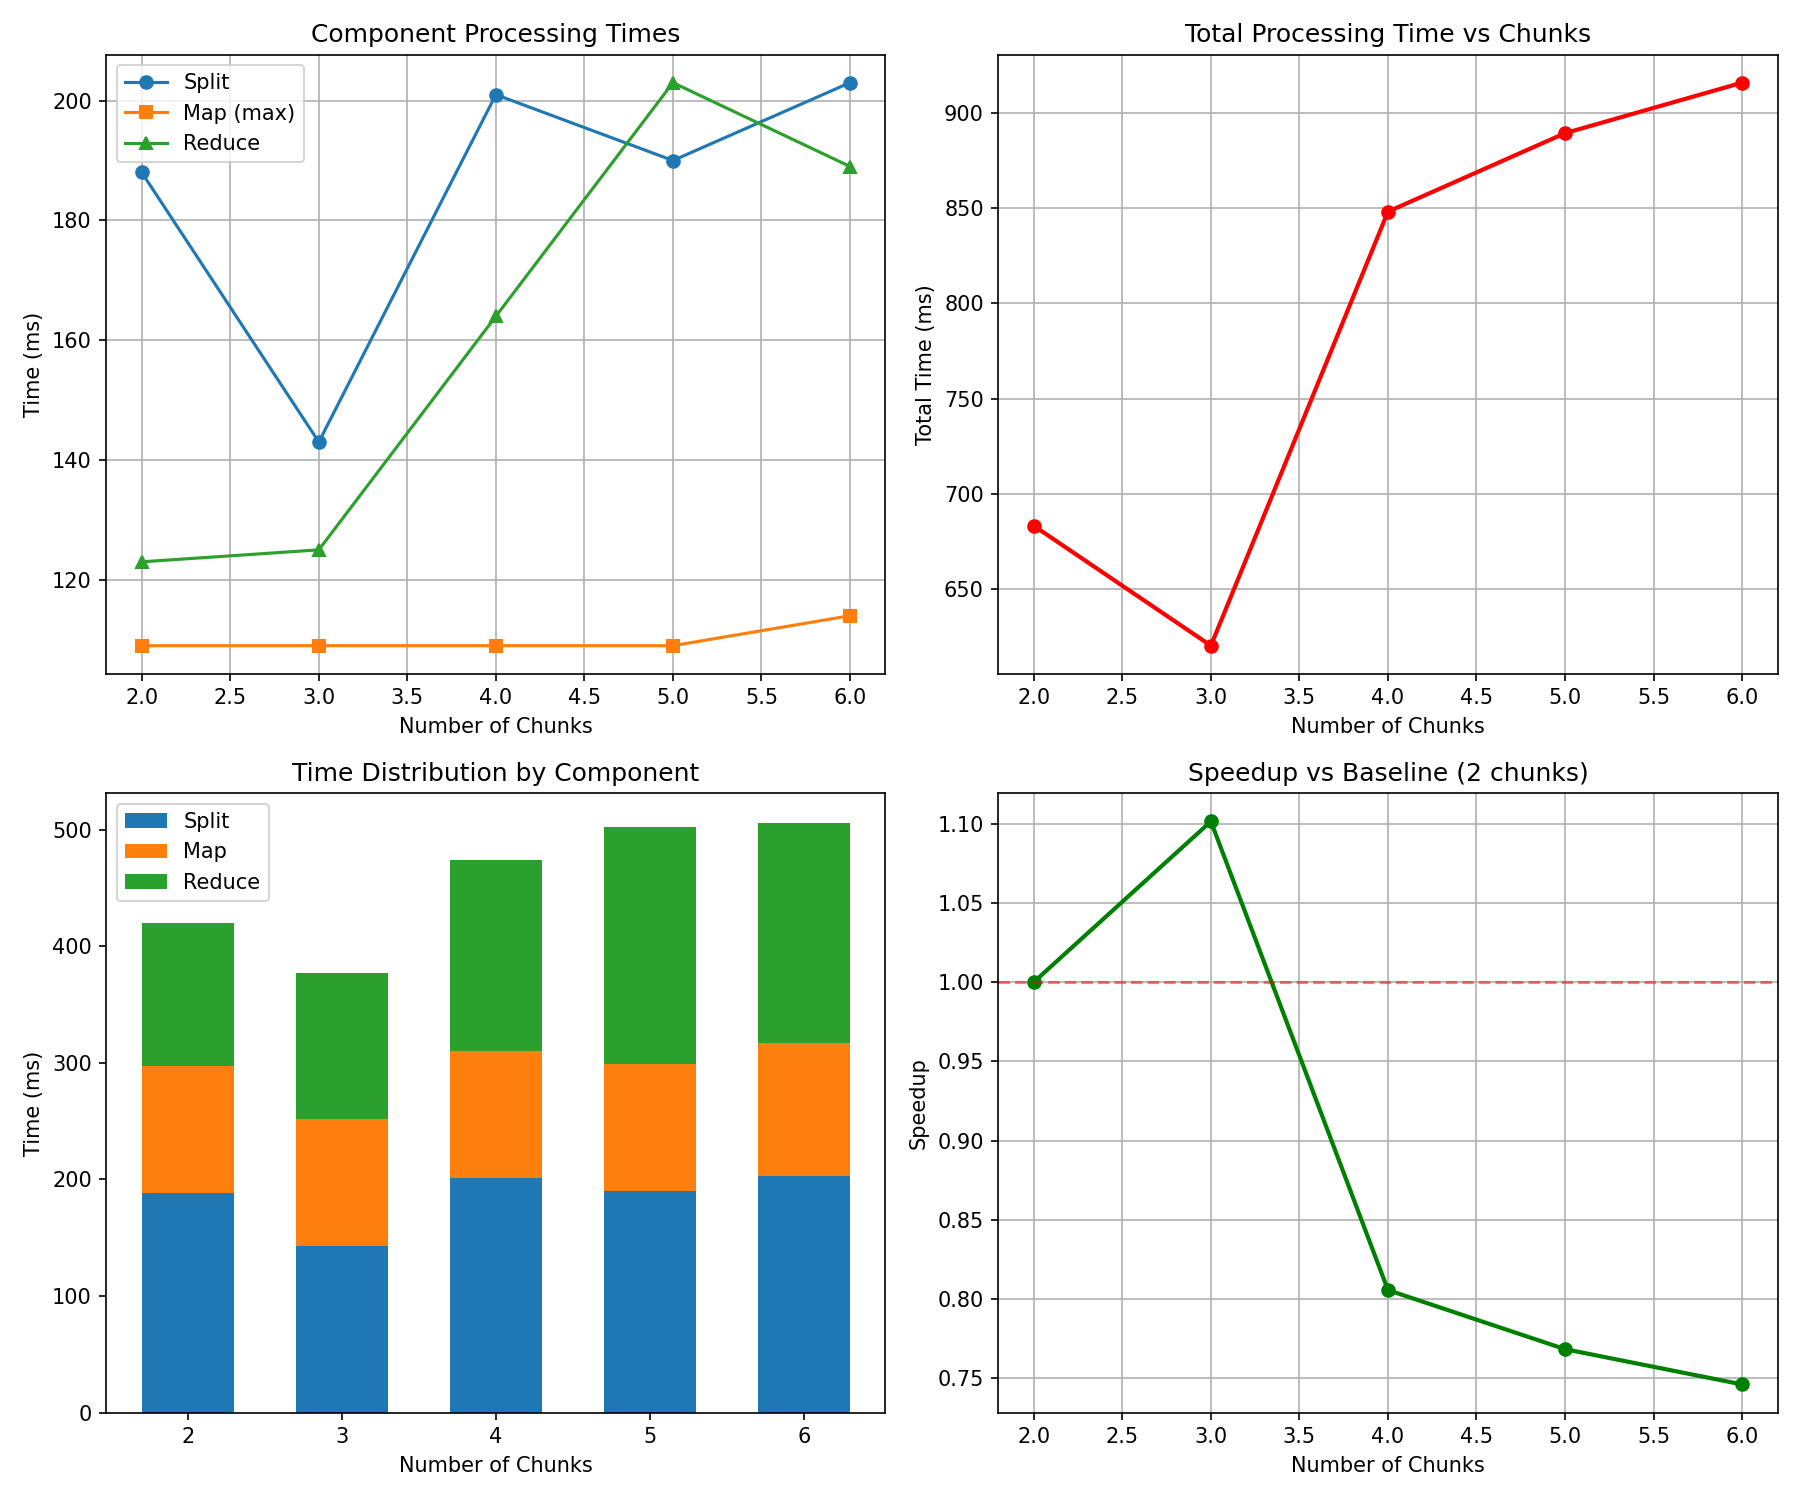 Component Processing Times
Split
Map (max)
Reduce
200
180
160
140
120
Time (ms)
2.0 2.5 3.0 3.5 4.0 4.5 5.0 5.5 6.0
Number of Chunks
Total Processing Time vs Chunks
900
850
800
750
700
650
Total Time (ms)
2.0 2.5 3.0 3.5 4.0 4.5 5.0 5.5 6.0
Number of Chunks
Time Distribution by Component
Split
Map
Reduce
500
400
300
200
100
0
Time (ms)
2 3 4 5 6
Number of Chunks
Speedup vs Baseline (2 chunks)
1.10
1.05
1.00
0.95
0.90
0.85
0.80
0.75
Speedup
2.0 2.5 3.0 3.5 4.0 4.5 5.0 5.5 6.0
Number of Chunks